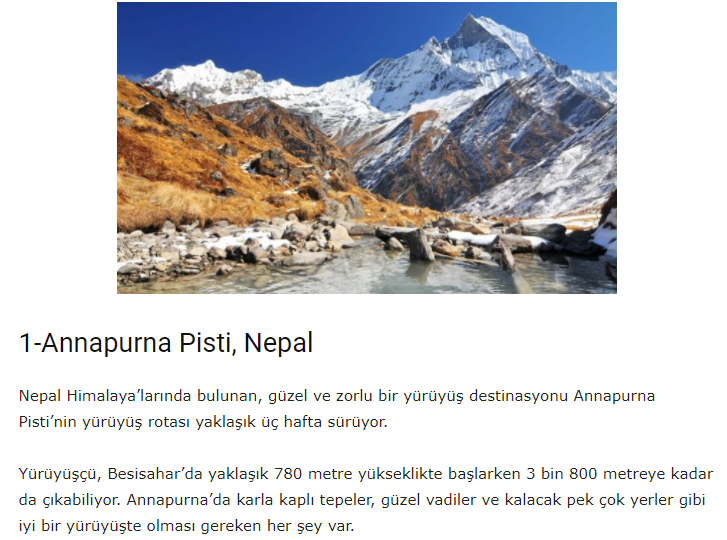 1-Annapurna Pisti, Nepal
Nepal Himalaya’larında bulunan, güzel ve zorlu bir yürüyüş destinasyonu Annapurna
Pisti’nin yürüyüş rotası yaklaşık üç hafta sürüyor.
Yürüyüşçü, Besisahar’da yaklaşık 780 metre yükseklikte başlarken 3 bin 800 metreye kadar
da çıkabiliyor. Annapurna’da karla kaplı tepeler, güzel vadiler ve kalacak pek çok yerler gibi
iyi bir yürüyüşte olması gereken her şey var.